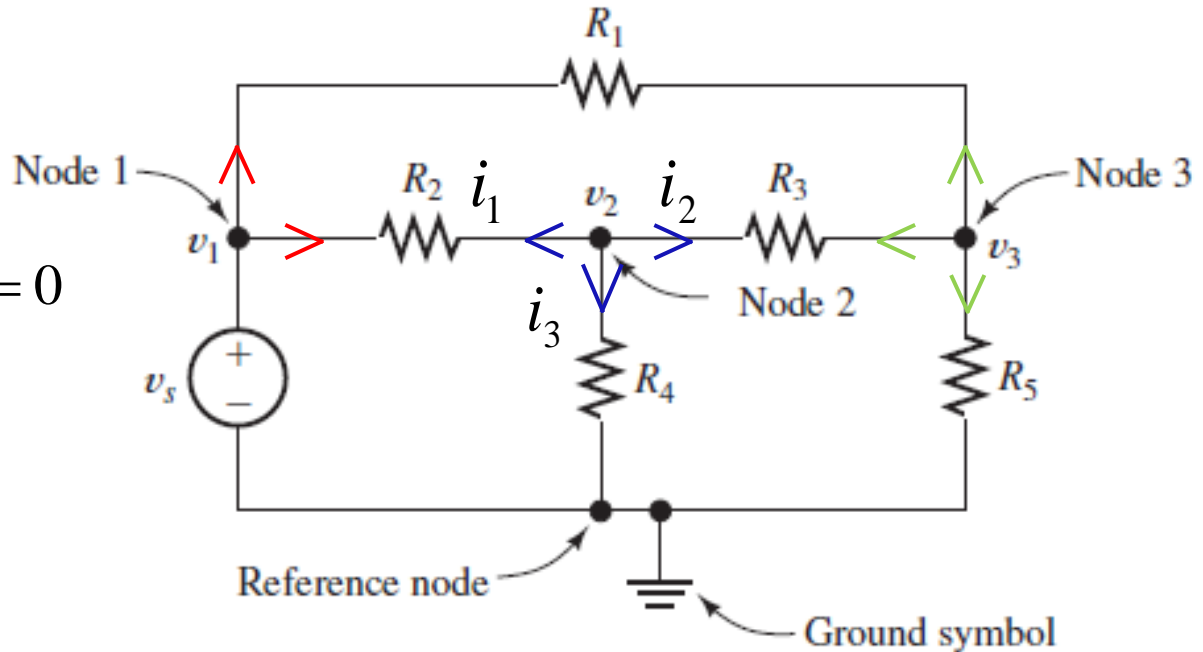 R₁
Node 1
R₂
i₁
v₂
i₂
R₃
Node 3
v₁
v₃
= 0
i₃
Node 2
vₛ
+
−
R₄
R₅
Reference node
Ground symbol